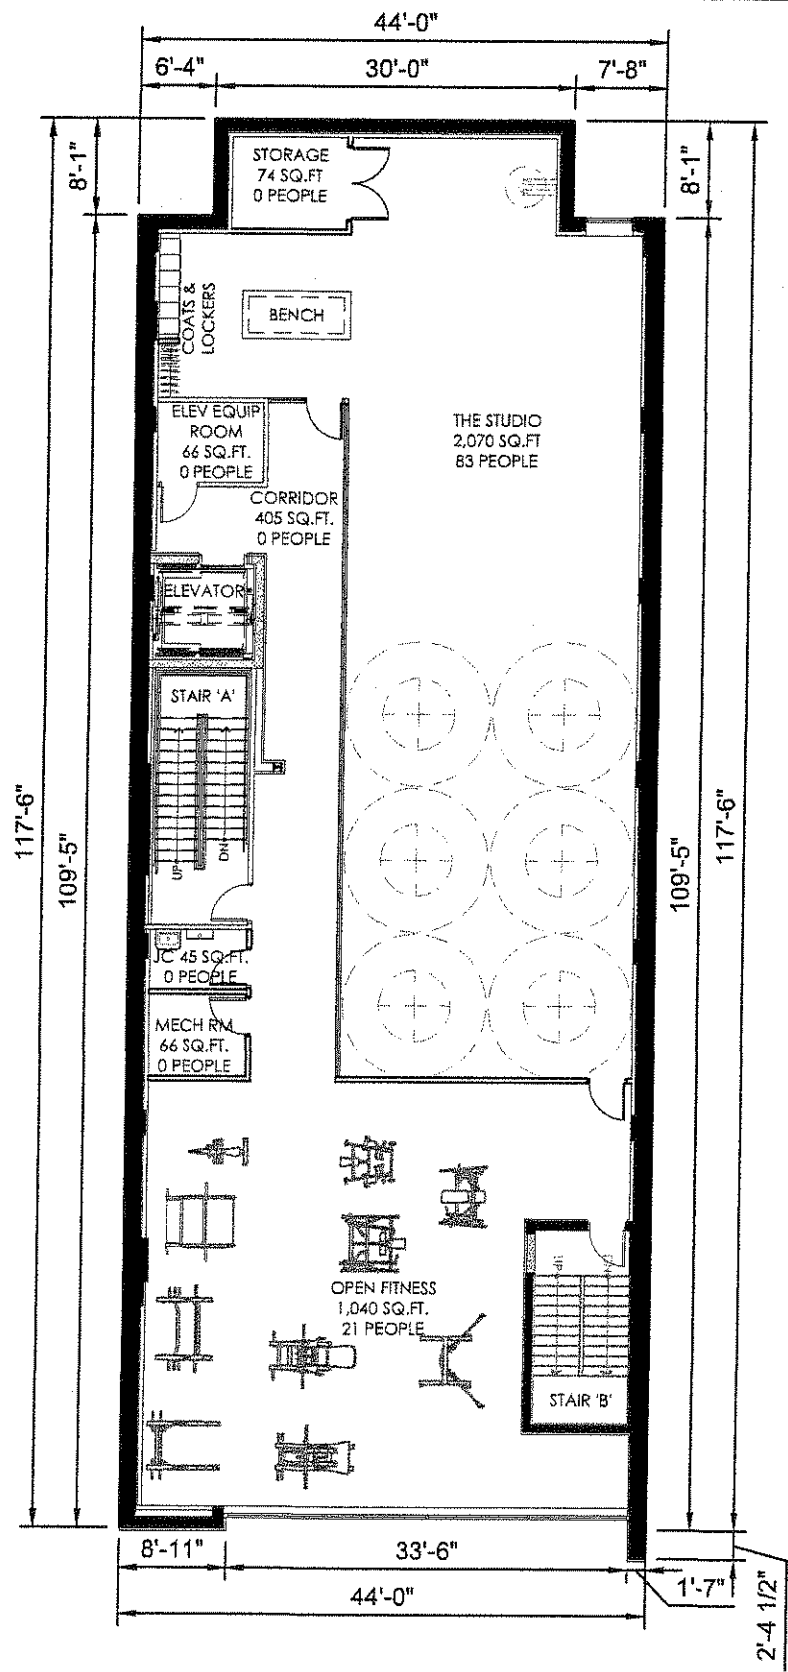 44'-0"
6'-4"
30'-0"
7'-8"
8'-1"
8'-1"
STORAGE
74 SQ.FT
0 PEOPLE
COATS &
LOCKERS
BENCH
ELEV EQUIP
ROOM
66 SQ.FT.
0 PEOPLE
THE STUDIO
2,070 SQ.FT
83 PEOPLE
CORRIDOR
405 SQ.FT.
0 PEOPLE
ELEVATOR
STAIR 'A'
UP
DN
117'-6"
109'-5"
109'-5"
117'-6"
JC 45 SQ.FT.
0 PEOPLE
MECH RM
66 SQ.FT.
0 PEOPLE
OPEN FITNESS
1,040 SQ.FT.
21 PEOPLE
UP
STAIR 'B'
8'-11"
33'-6"
1'-7"
44'-0"
2'-4 1/2"